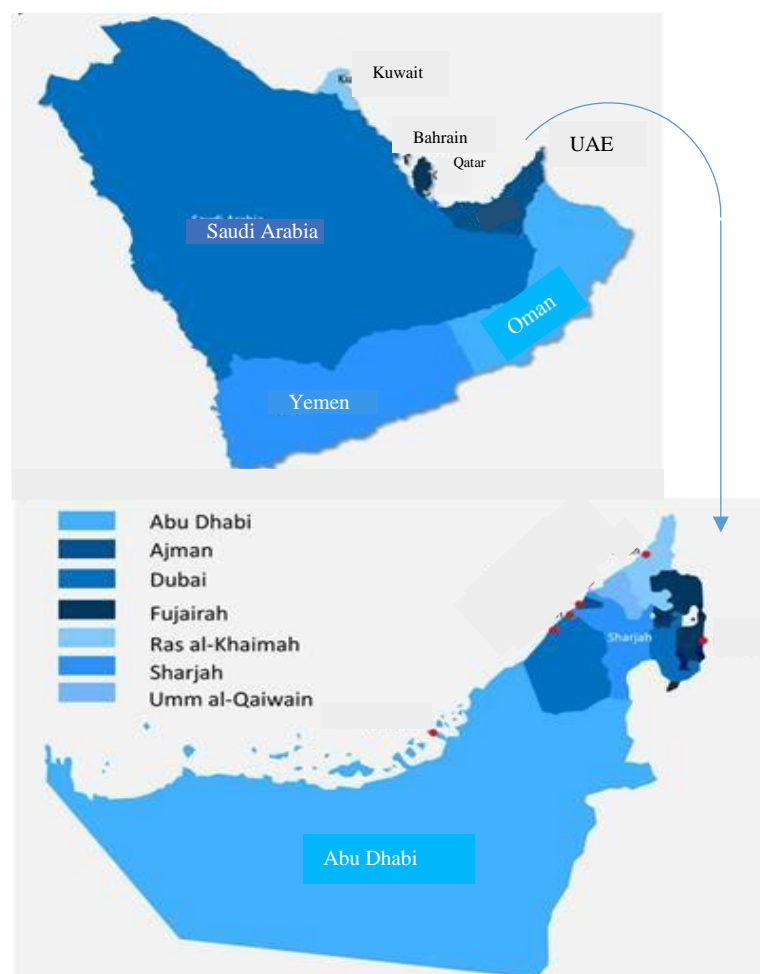 Kuwait
Bahrain
Qatar
UAE
Saudi Arabia
Oman
Yemen
Abu Dhabi
Ajman
Dubai
Fujairah
Ras al-Khaimah
Sharjah
Umm al-Qaiwain
Sharjah
Abu Dhabi